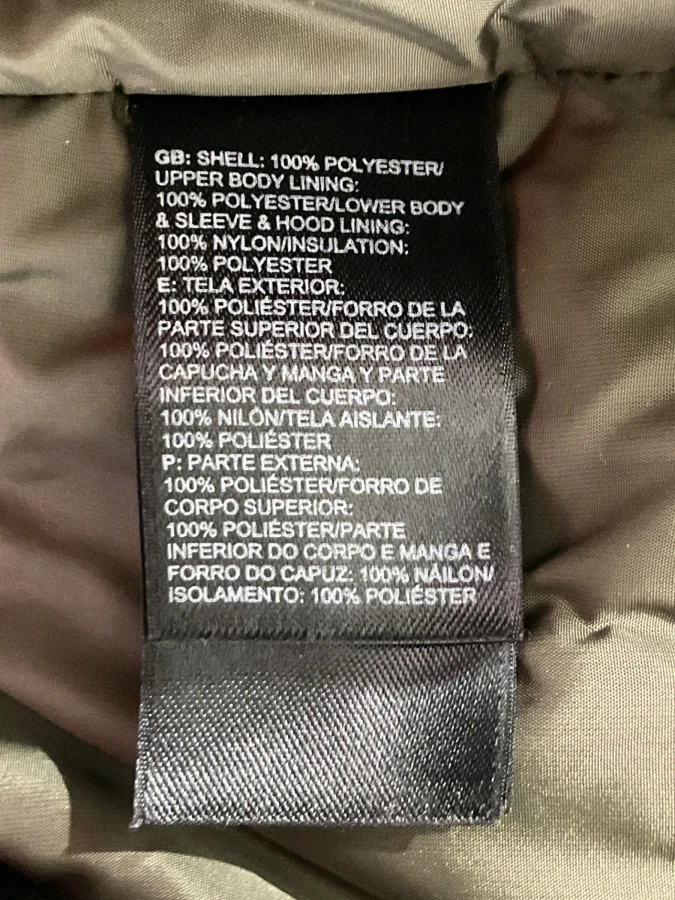 GB: SHELL: 100% POLYESTER/
UPPER BODY LINING:
100% POLYESTER/LOWER BODY
& SLEEVE & HOOD LINING:
100% NYLON/INSULATION:
100% POLYESTER
E: TELA EXTERIOR:
100% POLIÉSTER/FORRO DE LA
PARTE SUPERIOR DEL CUERPO:
100% POLIÉSTER/FORRO DE LA
CAPUCHA Y MANGA Y PARTE
INFERIOR DEL CUERPO:
100% NILÓN/TELA AISLANTE:
100% POLIÉSTER
P: PARTE EXTERNA:
100% POLIÉSTER/FORRO DE
CORPO SUPERIOR:
100% POLIÉSTER/PARTE
INFERIOR DO CORPO E MANGA E
FORRO DO CAPUZ: 100% NÁILON/
ISOLAMENTO: 100% POLIÉSTER